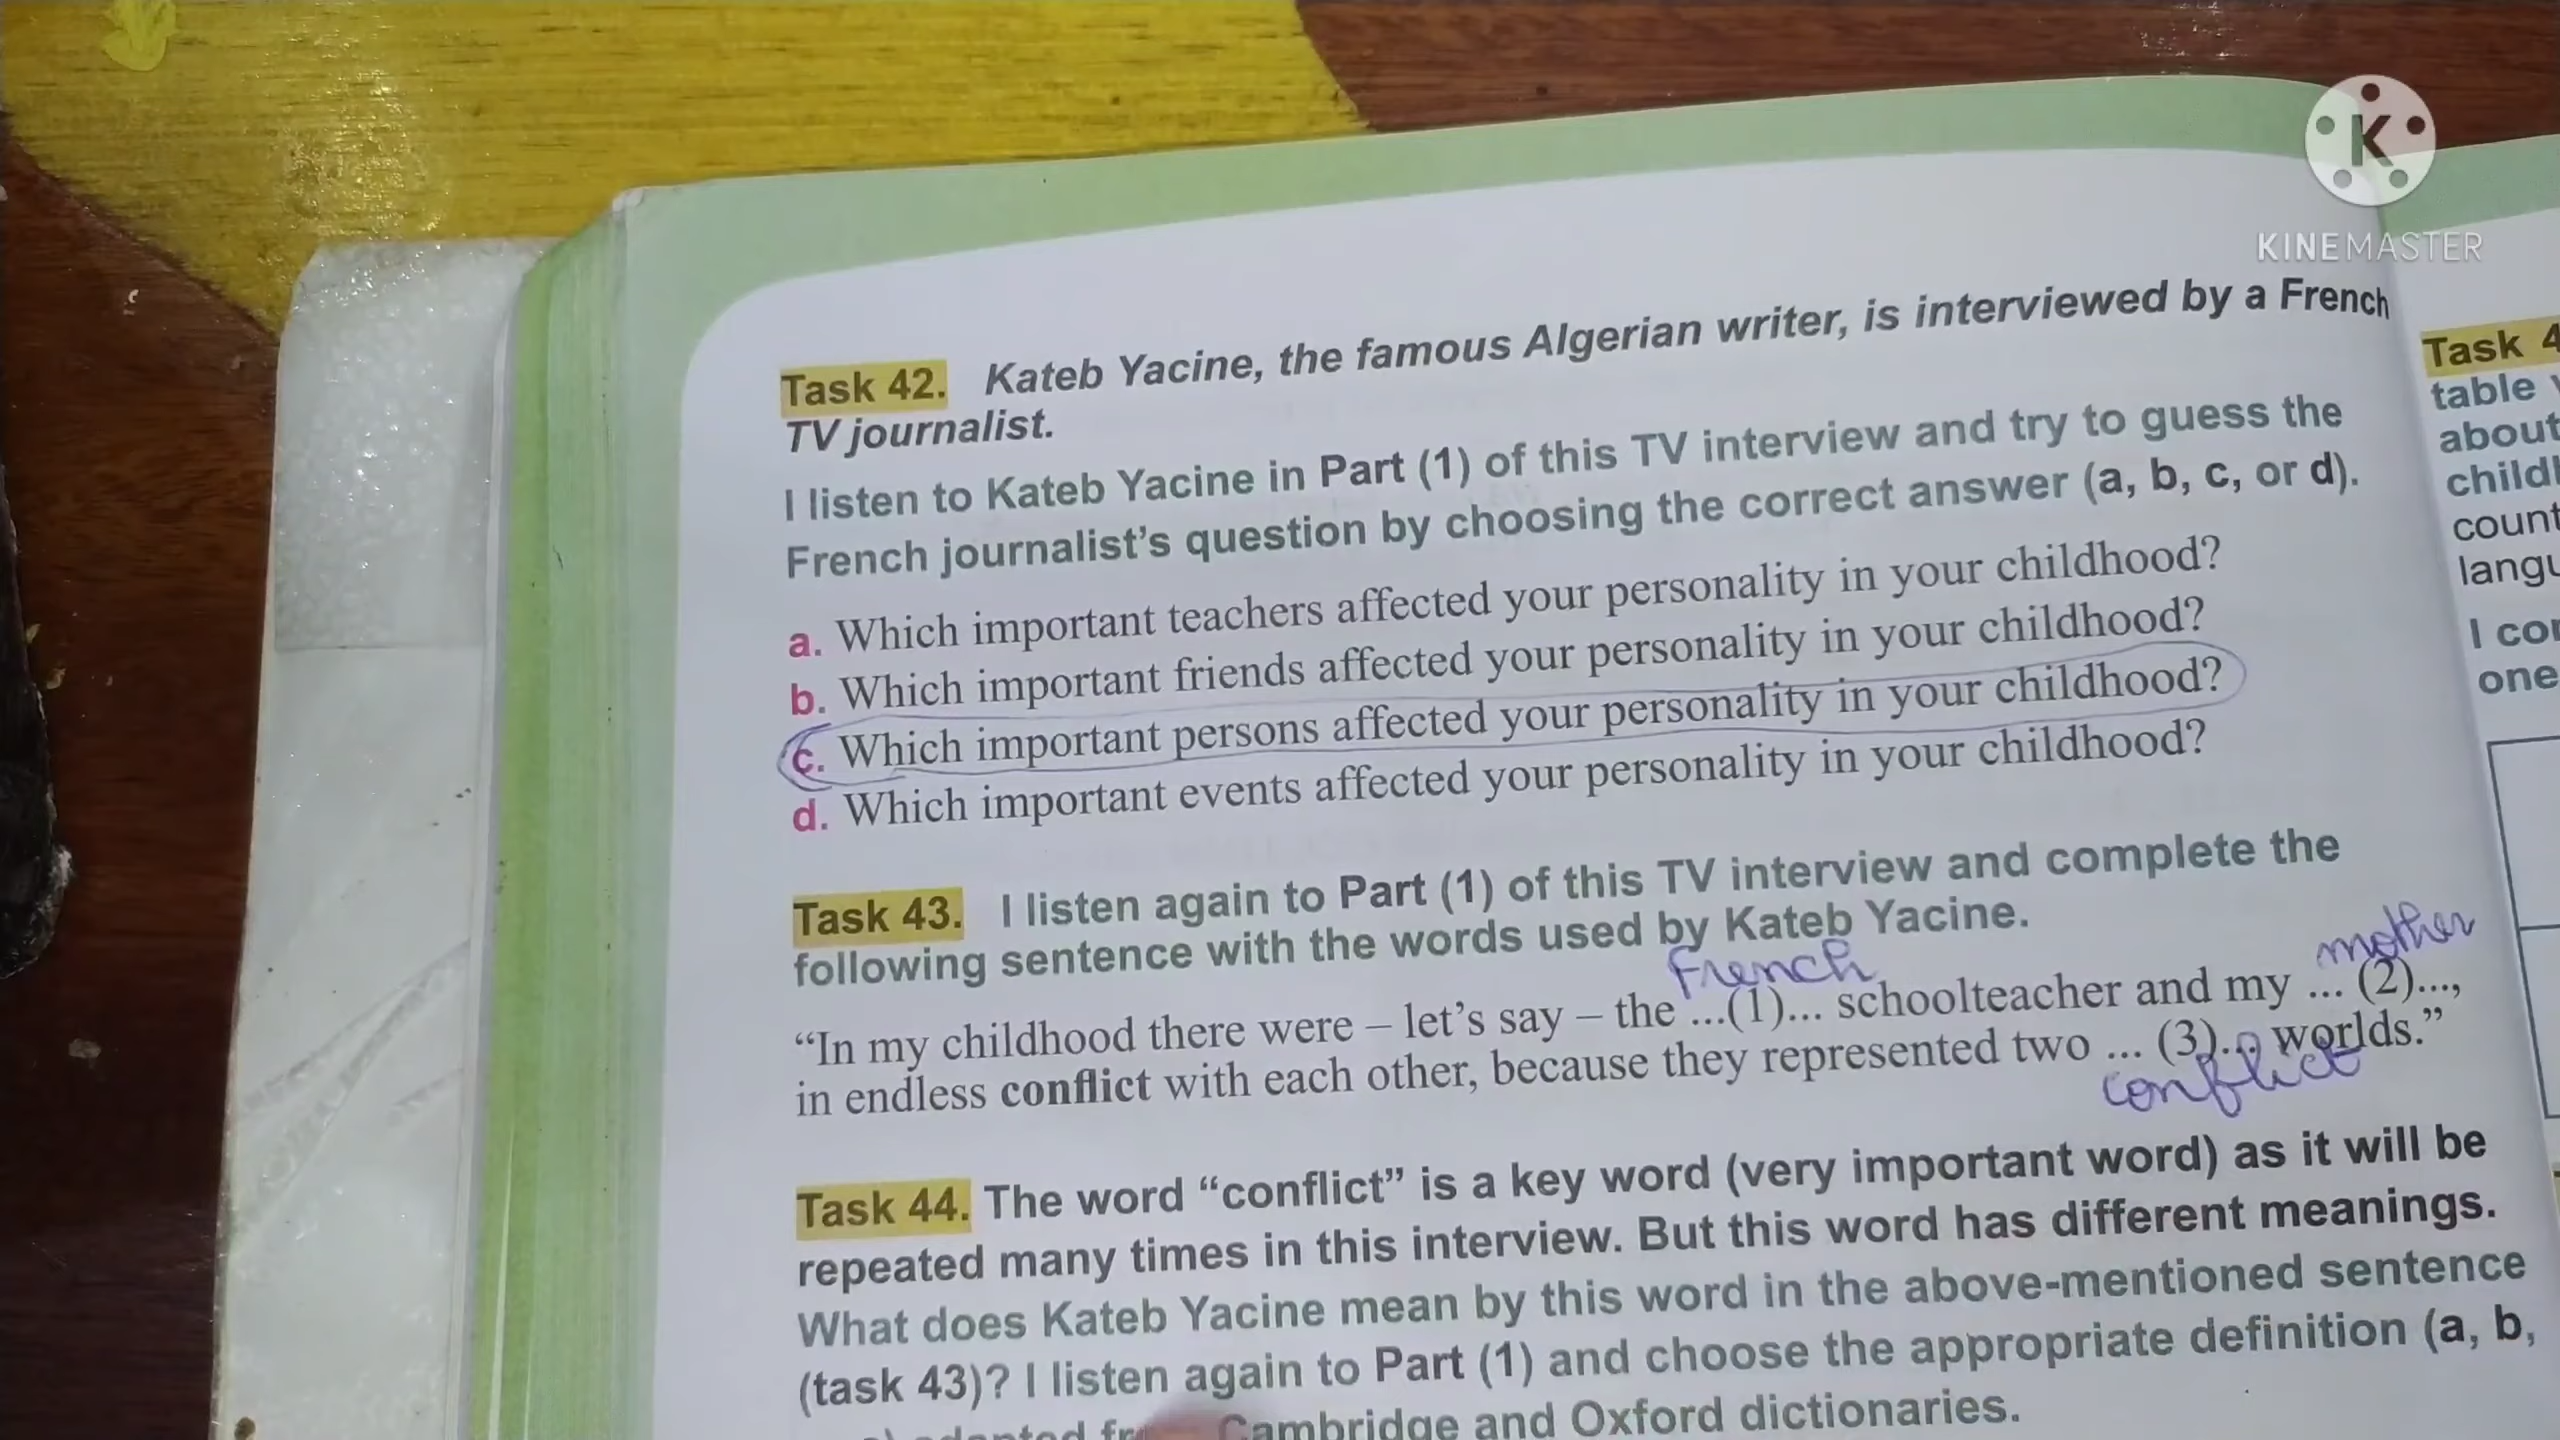 KINEMASTER
Task 42. Kateb Yacine, the famous Algerian writer, is interviewed by a French
TV journalist.
I listen to Kateb Yacine in Part (1) of this TV interview and try to guess the
French journalist's question by choosing the correct answer (a, b, c, or d).
a. Which important teachers affected your personality in your childhood?
b. Which important friends affected your personality in your childhood?
c. Which important persons affected your personality in your childhood?
d. Which important events affected your personality in your childhood?
Task 43. I listen again to Part (1) of this TV interview and complete the
following sentence with the words used by Kateb Yacine.
French mother
“In my childhood there were – let's say – the ...(1)... schoolteacher and my ... (2)...,
in endless conflict with each other, because they represented two ... (3)... worlds.”
conflict
Task 44. The word “conflict” is a key word (very important word) as it will be
repeated many times in this interview. But this word has different meanings.
What does Kateb Yacine mean by this word in the above-mentioned sentence
(task 43)? I listen again to Part (1) and choose the appropriate definition (a, b,
Cambridge and Oxford dictionaries.
Task 4
table
about
one